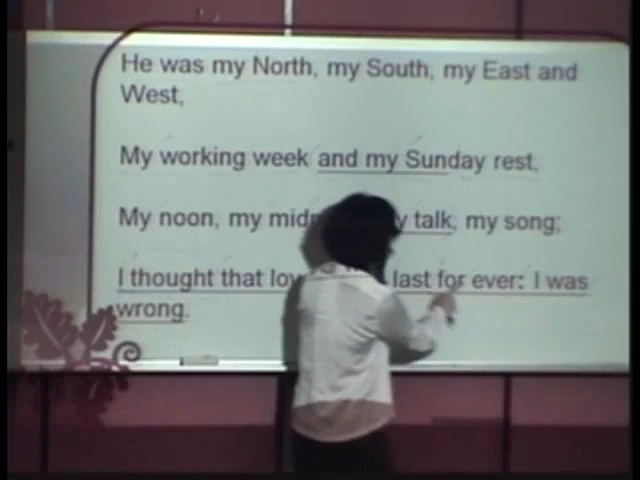 He was my North, my South, my East and
West,
My working week and my Sunday rest,
My noon, my talk, my song;
I thought that last for ever: I was
wrong.